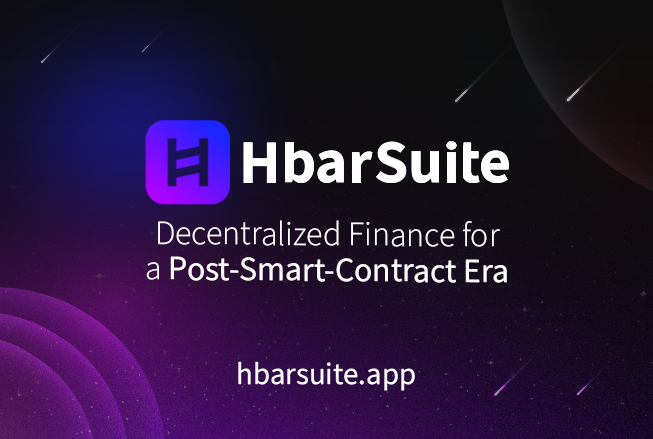 HbarSuite
Decentralized Finance for
a Post-Smart-Contract Era
hbarsuite.app